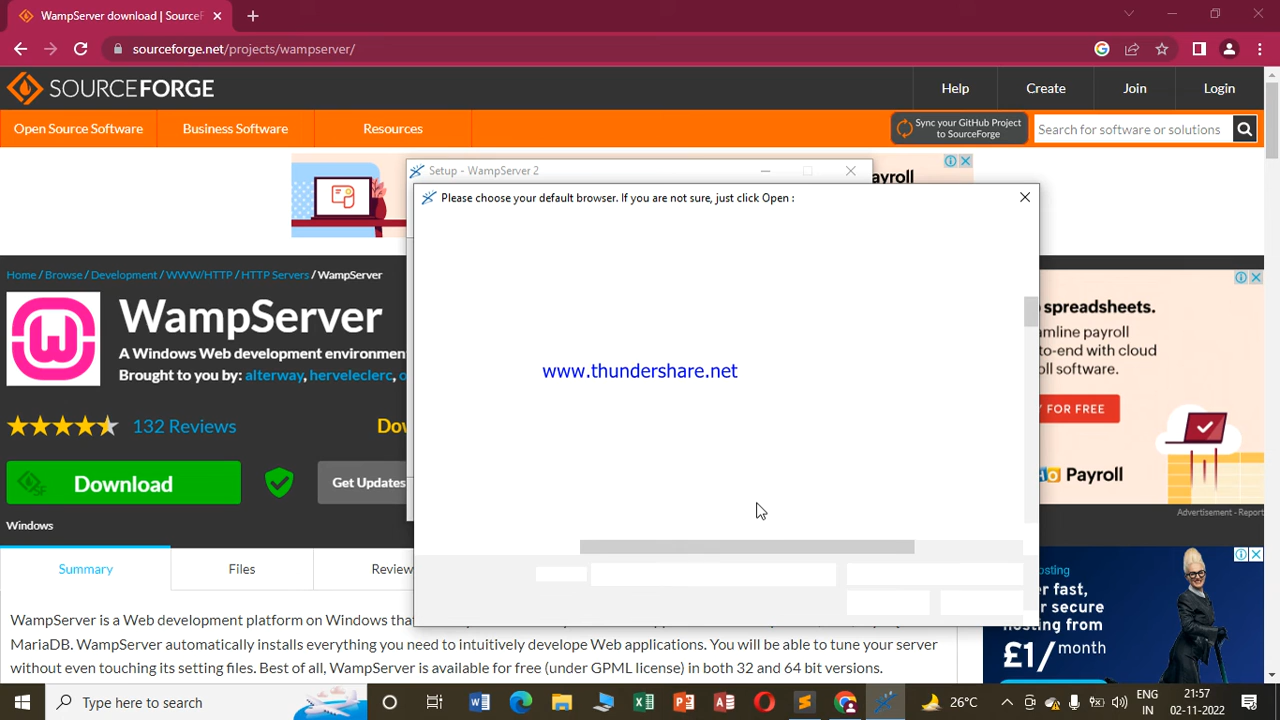 WampServer download | SourceF
sourceforge.net/projects/wampserver/
SOURCEFORGE
Help
Create
Join
Login
Open Source Software
Business Software
Resources
Sync your GitHub Project
to SourceForge
Search for software or solutions
Setup - WampServer 2
ayroll
Please choose your default browser. If you are not sure, just click Open :
Home / Browse / Development / WWW/HTTP / HTTP Servers / WampServer
WampServer
A Windows Web development environmen
Brought to you by: alterway, herveleclerc, o
132 Reviews
Dov
Download
Get Updates
Windows
www.thundershare.net
spreadsheets.
mline payroll
to-end with cloud
oll software.
FOR FREE
Payroll
Advertisement - Report
Summary
Files
Review
WampServer is a Web development platform on Windows that
MariaDB. WampServer automatically installs everything you need to intuitively develope Web applications. You will be able to tune your server
without even touching its setting files. Best of all, WampServer is available for free (under GPML license) in both 32 and 64 bit versions.
osting
er fast,
r secure
osting from
£1/month
Type here to search
26°C
ENG
IN
21:57
02-11-2022